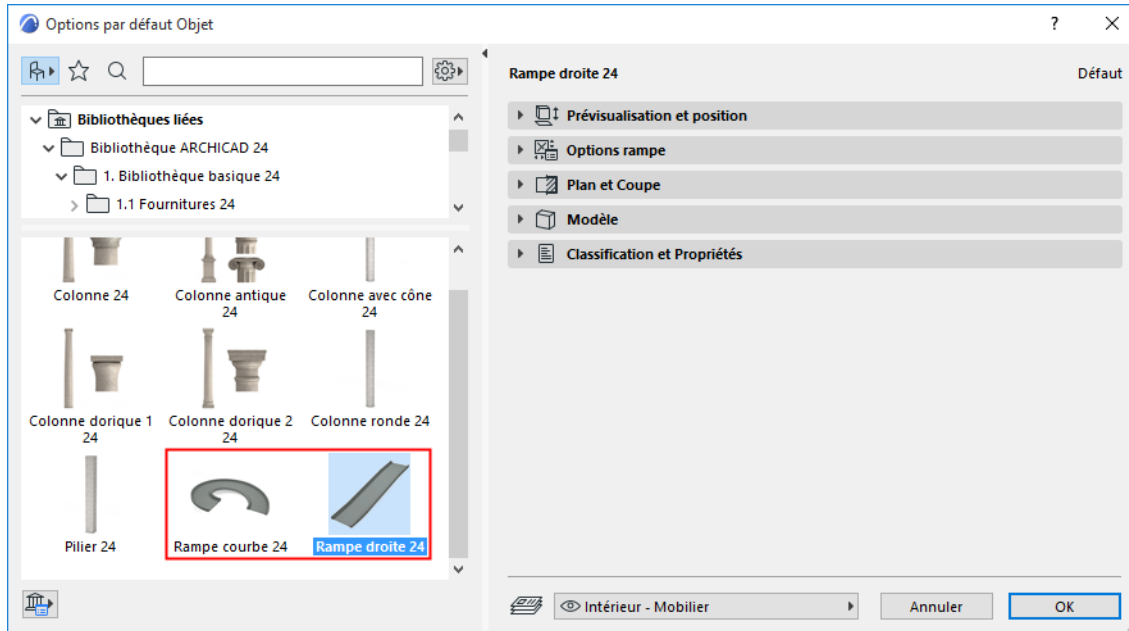 Options par défaut Objet
?
Rampe droite 24
Défaut
Bibliothèques liées
Bibliothèque ARCHICAD 24
1. Bibliothèque basique 24
1.1 Fournitures 24
Prévisualisation et position
Options rampe
Plan et Coupe
Modèle
Classification et Propriétés
Colonne 24
Colonne antique
24
Colonne avec cône
24
Colonne dorique 1
24
Colonne dorique 2
24
Colonne ronde 24
Pilier 24
Rampe courbe 24
Rampe droite 24
Intérieur - Mobilier
Annuler
OK